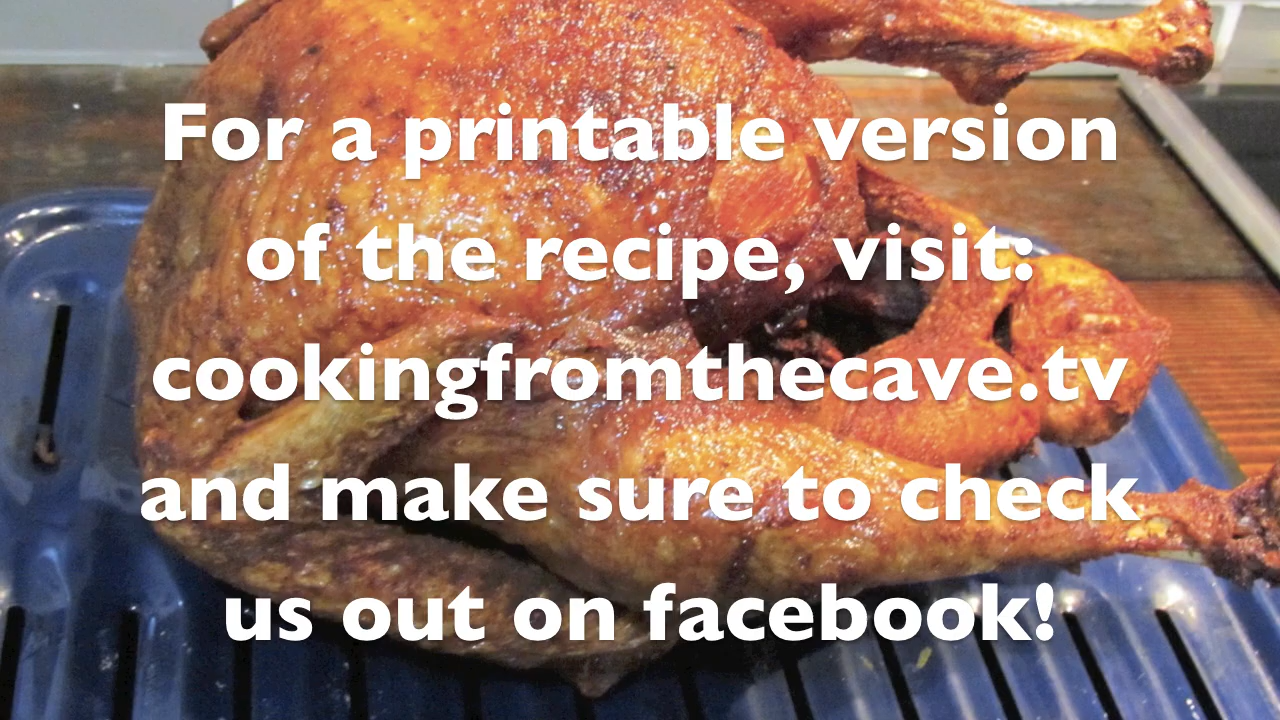 For a printable version
of the recipe, visit:
cookingfromthecave.tv
and make sure to check
us out on facebook!